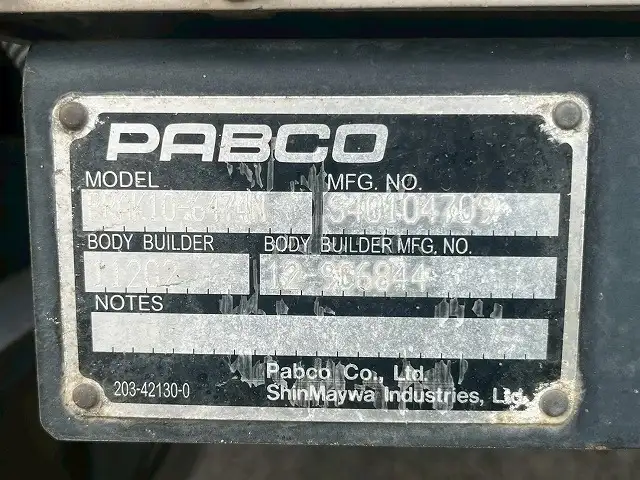 PABCO
MODEL MFG. NO.
340104709
BODY BUILDER BODY BUILDER MFG. NO.
NOTES
Pabco Co., Ltd.
203-42130-0 ShinMaywa Industries, Ltd.